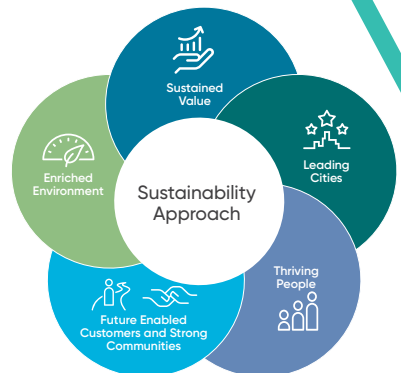 Sustained
Value
Leading
Cities
Thriving
People
Future Enabled
Customers and Strong
Communities
Enriched
Environment
Sustainability
Approach